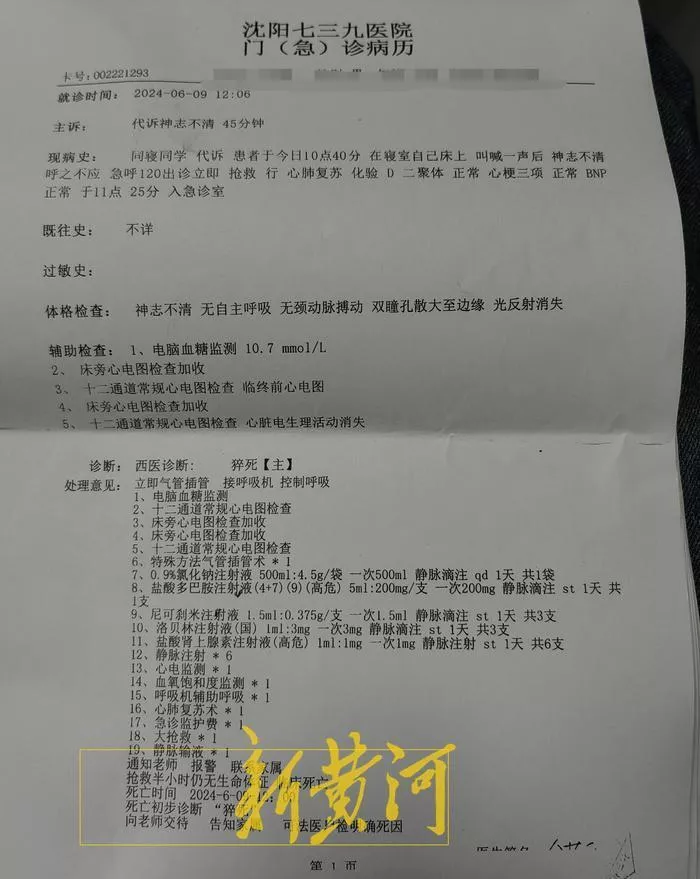 沈阳七三九医院
门（急）诊病历
卡号：002221293
就诊时间： 2024-06-09 12:06
主诉： 代诉神志不清 45分钟
现病史： 同寝同学 代诉 患者于今日10点40分 在寝室自己床上 叫喊一声后 神志不清
呼之不应 急呼120出诊立即 抢救 行 心肺复苏 化验 D 二聚体 正常 心梗三项 正常 BNP
正常 于11点 25分 入急诊室
既往史： 不详
过敏史：
体格检查： 神志不清 无自主呼吸 无颈动脉搏动 双瞳孔散大至边缘 光反射消失
辅助检查： 1、电脑血糖监测 10.7 mmol/L
2、 床旁心电图检查加收
3、 十二通道常规心电图检查 临终前心电图
4、 床旁心电图检查加收
5、 十二通道常规心电图检查 心脏电生理活动消失
诊断： 西医诊断： 猝死【主】
处理意见： 立即气管插管 接呼吸机 控制呼吸
1、电脑血糖监测
2、十二通道常规心电图检查
3、床旁心电图检查加收
4、床旁心电图检查加收
5、十二通道常规心电图检查
6、特殊方法气管插管术 * 1
7、0.9%氯化钠注射液 500ml:4.5g/袋 一次500ml 静脉滴注 qd 1天 共1袋
8、盐酸多巴胺注射液(4+7)(9)(高危) 5ml:200mg/支 一次200mg 静脉滴注 st 1天 共
1支
9、尼可刹米注射液 1.5ml:0.375g/支 一次1.5ml 静脉滴注 st 1天 共3支
10、洛贝林注射液(国) 1ml:3mg 一次3mg 静脉滴注 st 1天 共3支
11、盐酸肾上腺素注射液(高危) 1ml:1mg 一次1mg 静脉注射 st 1天 共6支
12、静脉注射 * 6
13、心电监测 * 1
14、血氧饱和度监测 * 1
15、呼吸机辅助呼吸 * 1
16、心肺复苏术 * 1
17、急诊监护费 * 1
18、大抢救 * 1
19、静脉输液 * 1
通知老师 报警 联系家属
抢救半小时仍无生命体征 临床死亡
死亡时间 2024-6-09
死亡初步诊断 “猝死”
向老师交待 告知家属 可法医尸检明确死因
新黄河
医生签名
第 1 页